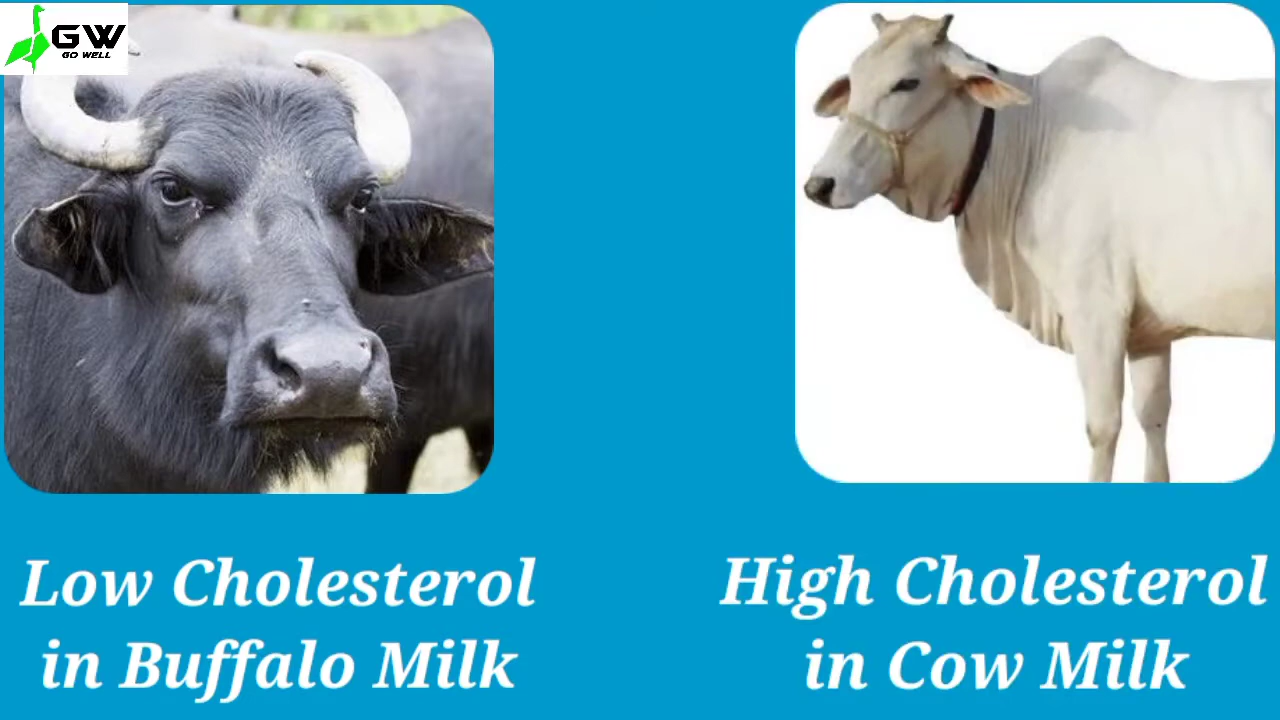 GW
GO WELL
Low Cholesterol
in Buffalo Milk
High Cholesterol
in Cow Milk